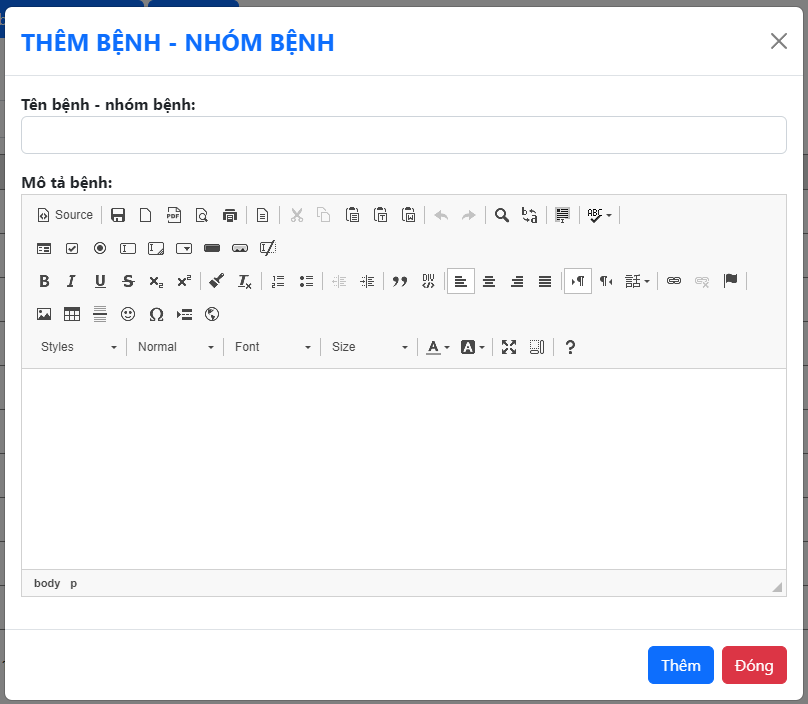 THÊM BỆNH - NHÓM BỆNH
Tên bệnh - nhóm bệnh:
Mô tả bệnh:
Source
Styles Normal Font Size
body p
Thêm Đóng